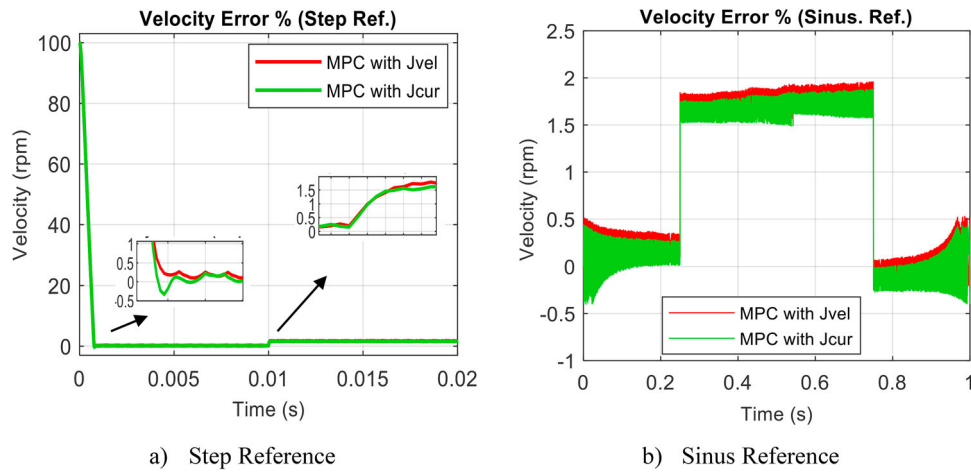 Velocity Error % (Step Ref.)
100
80
60
40
20
0
Velocity (rpm)
MPC with Jvel
MPC with Jcur
1
0.5
0
-0.5
1.5
1
0.5
0
0
0.005
0.01
0.015
0.02
Time (s)
a) Step Reference
Velocity Error % (Sinus. Ref.)
2.5
2
1.5
1
0.5
0
-0.5
-1
Velocity (rpm)
MPC with Jvel
MPC with Jcur
0
0.2
0.4
0.6
0.8
1
Time (s)
b) Sinus Reference